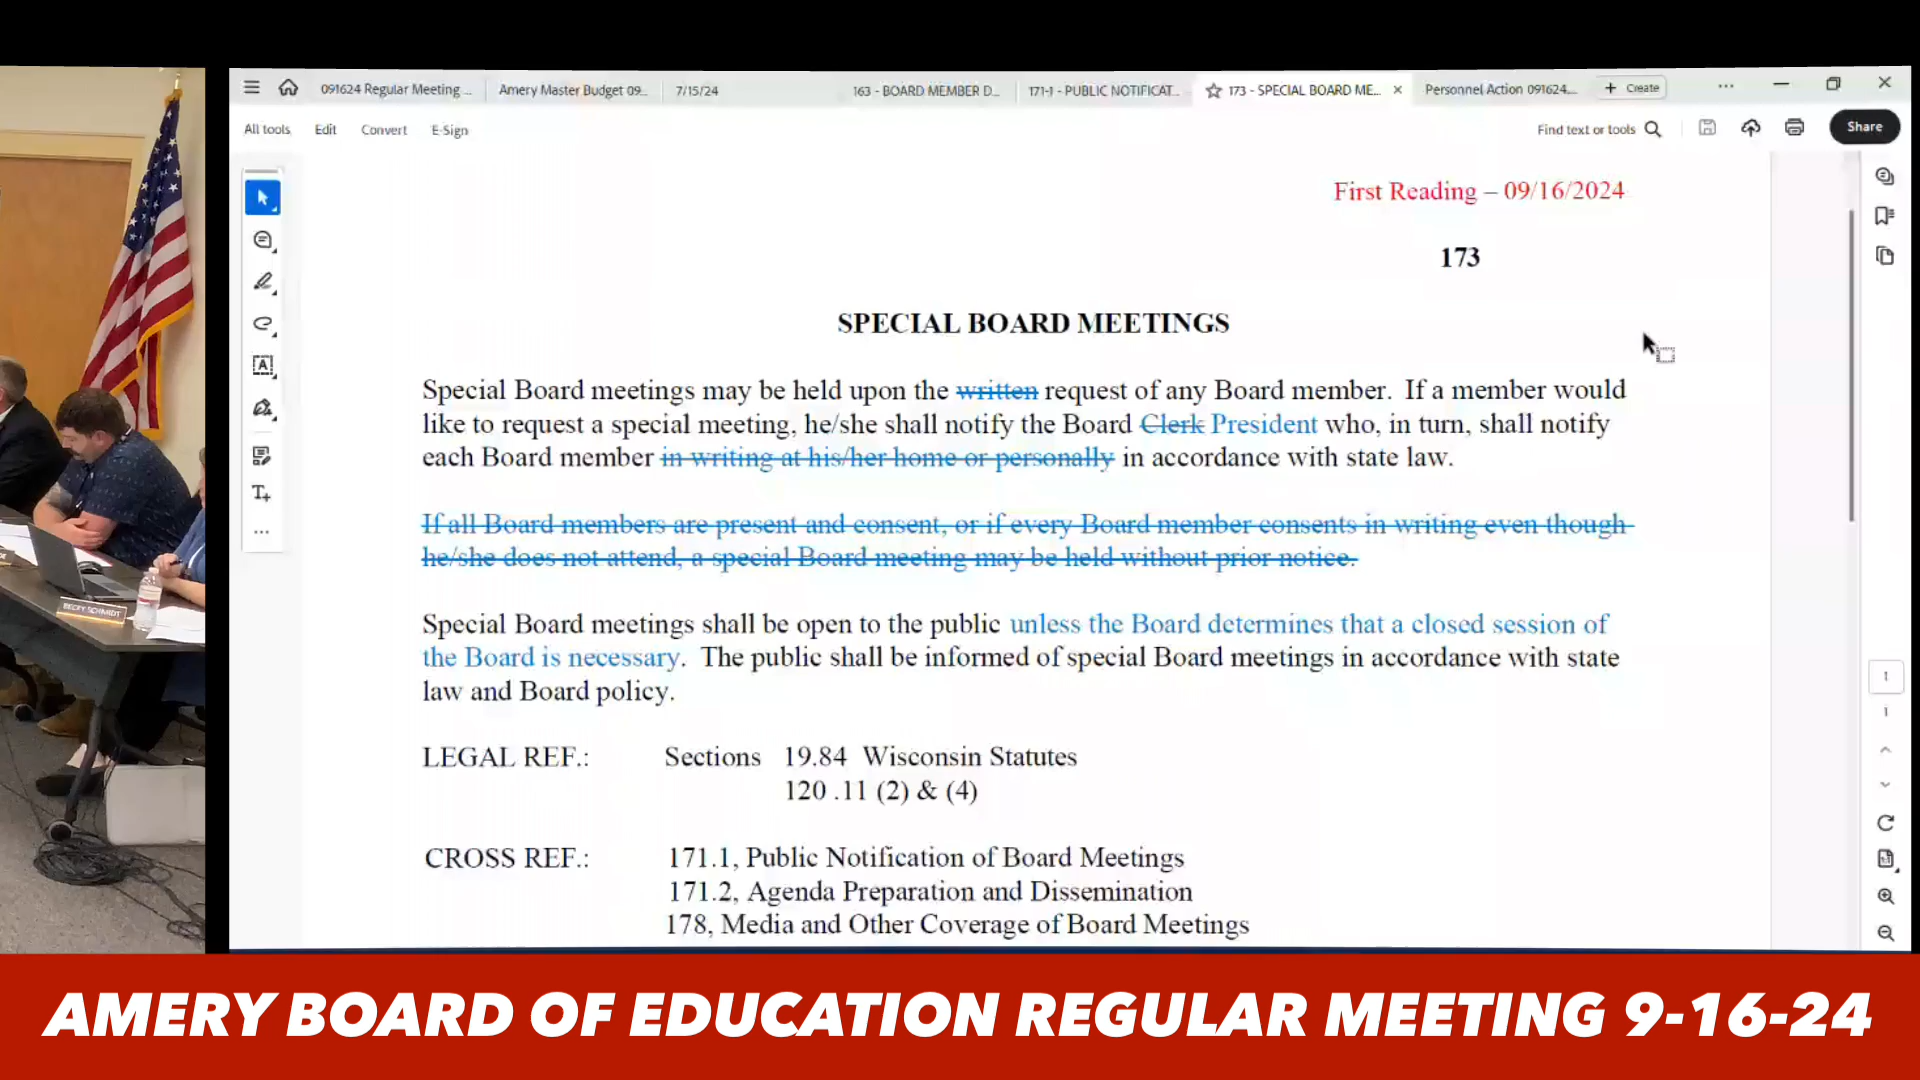 091624 Regular Meeting ...
Amery Master Budget 09...
7/15/24
163 - BOARD MEMBER D...
171-1 - PUBLIC NOTIFICAT...
173 - SPECIAL BOARD ME...
Personnel Action 091624...
Create
All tools
Edit
Convert
E-Sign
Find text or tools
Share
First Reading – 09/16/2024
173
SPECIAL BOARD MEETINGS
Special Board meetings may be held upon the written request of any Board member. If a member would
like to request a special meeting, he/she shall notify the Board Clerk President who, in turn, shall notify
each Board member in writing at his/her home or personally in accordance with state law.
If all Board members are present and consent, or if every Board member consents in writing even though
he/she does not attend, a special Board meeting may be held without prior notice.
Special Board meetings shall be open to the public unless the Board determines that a closed session of
the Board is necessary. The public shall be informed of special Board meetings in accordance with state
law and Board policy.
LEGAL REF.: Sections 19.84 Wisconsin Statutes
120 .11 (2) & (4)
CROSS REF.: 171.1, Public Notification of Board Meetings
171.2, Agenda Preparation and Dissemination
178, Media and Other Coverage of Board Meetings
1
1
BECKY SCHMIDT
AMERY BOARD OF EDUCATION REGULAR MEETING 9-16-24